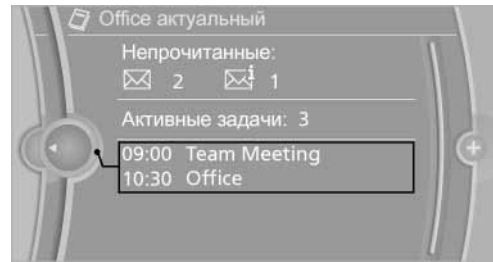 Office актуальный
Непрочитанные:
2 1
Активные задачи: 3
09:00 Team Meeting
10:30 Office